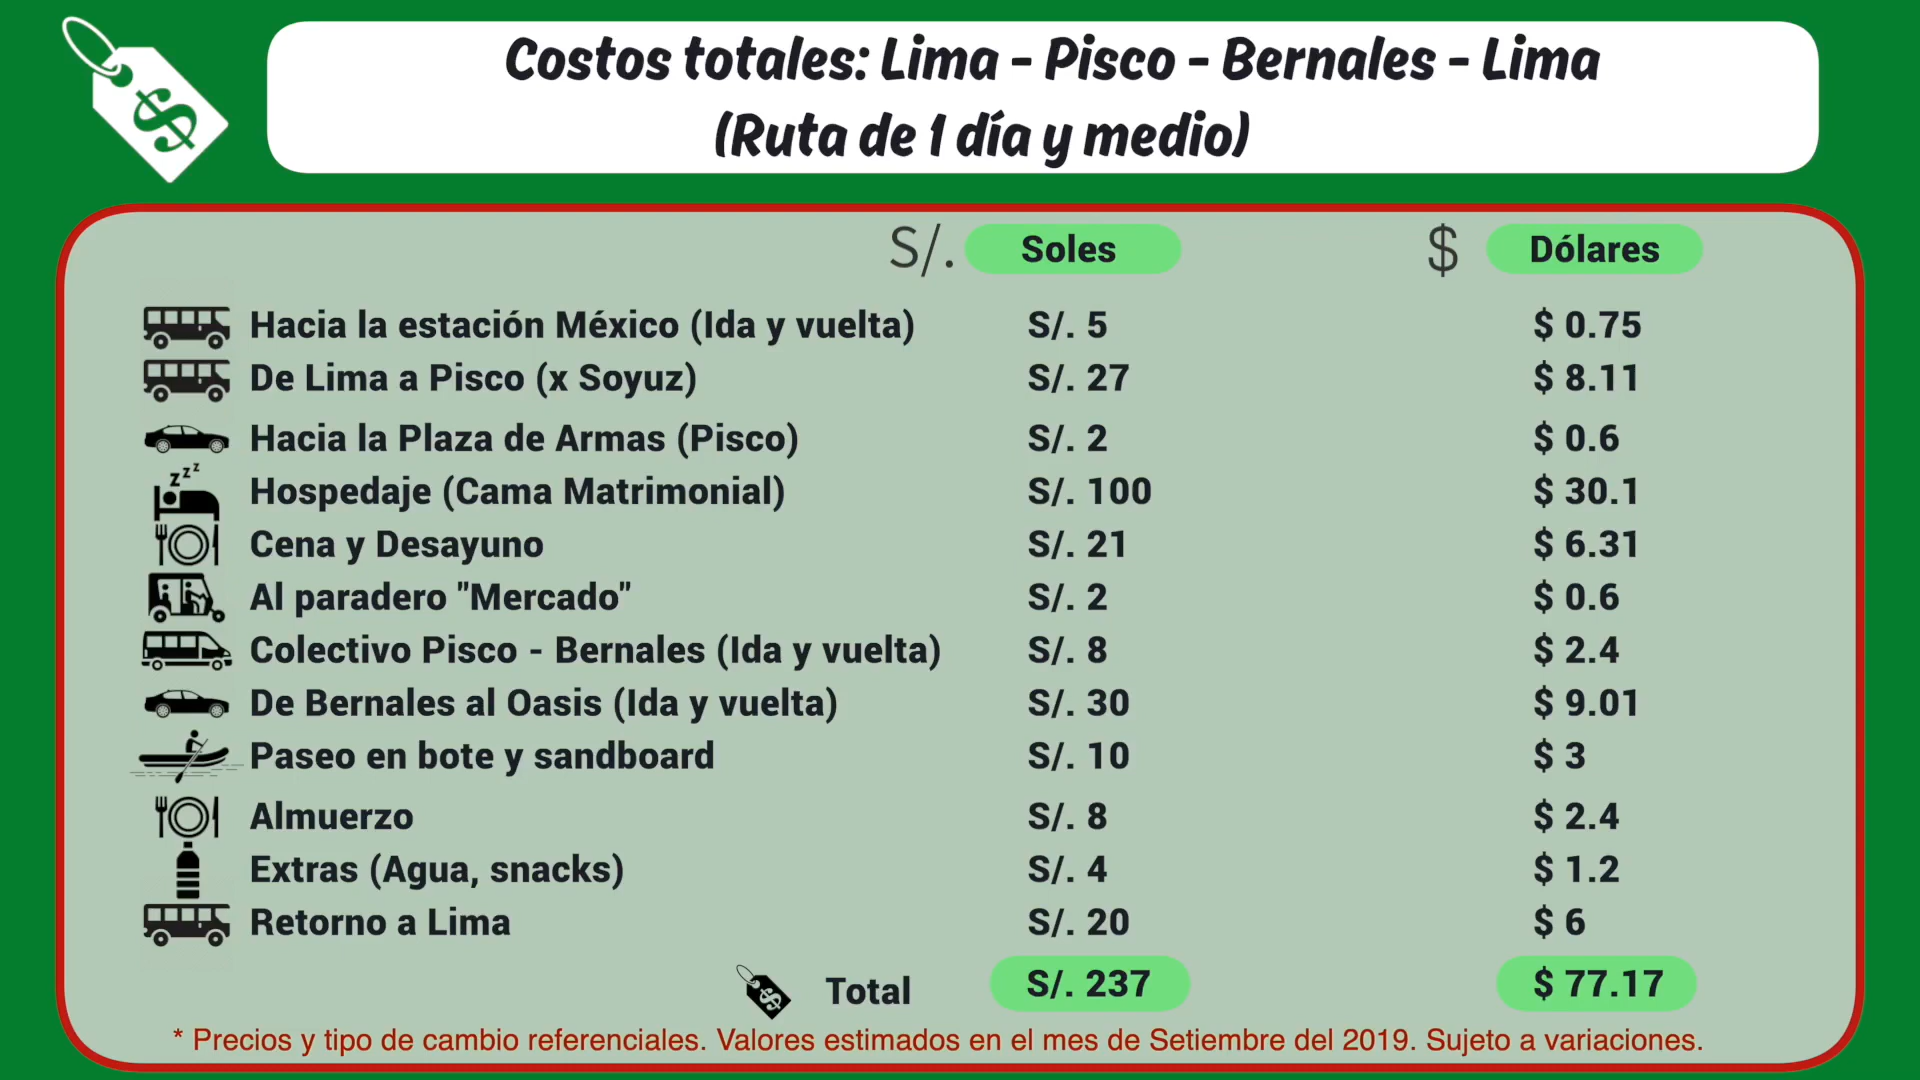 Costos totales: Lima - Pisco - Bernales - Lima
(Ruta de 1 día y medio)
S/. Soles $ Dólares
Hacia la estación México (Ida y vuelta) S/. 5 $ 0.75
De Lima a Pisco (x Soyuz) S/. 27 $ 8.11
Hacia la Plaza de Armas (Pisco) S/. 2 $ 0.6
Hospedaje (Cama Matrimonial) S/. 100 $ 30.1
Cena y Desayuno S/. 21 $ 6.31
Al paradero "Mercado" S/. 2 $ 0.6
Colectivo Pisco - Bernales (Ida y vuelta) S/. 8 $ 2.4
De Bernales al Oasis (Ida y vuelta) S/. 30 $ 9.01
Paseo en bote y sandboard S/. 10 $ 3
Almuerzo S/. 8 $ 2.4
Extras (Agua, snacks) S/. 4 $ 1.2
Retorno a Lima S/. 20 $ 6
Total S/. 237 $ 77.17
* Precios y tipo de cambio referenciales. Valores estimados en el mes de Setiembre del 2019. Sujeto a variaciones.